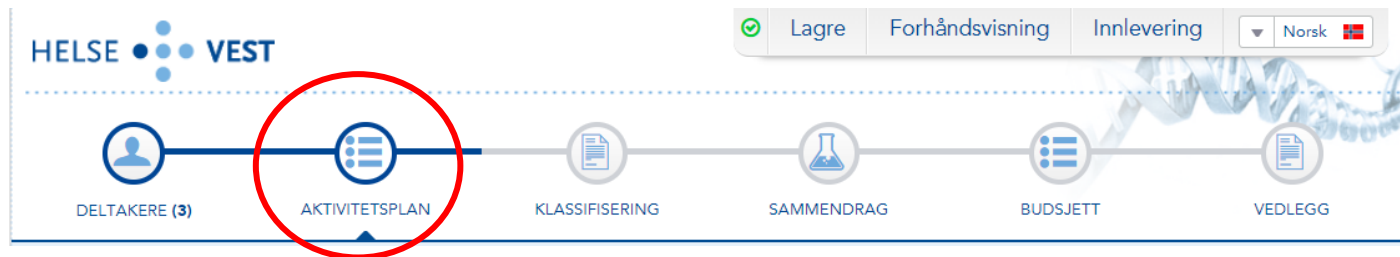 HELSE VEST
Lagre Forhåndsvisning Innlevering Norsk
DELTAKERE (3) AKTIVITETSPLAN KLASSIFISERING SAMMENDRAG BUDSJETT VEDLEGG